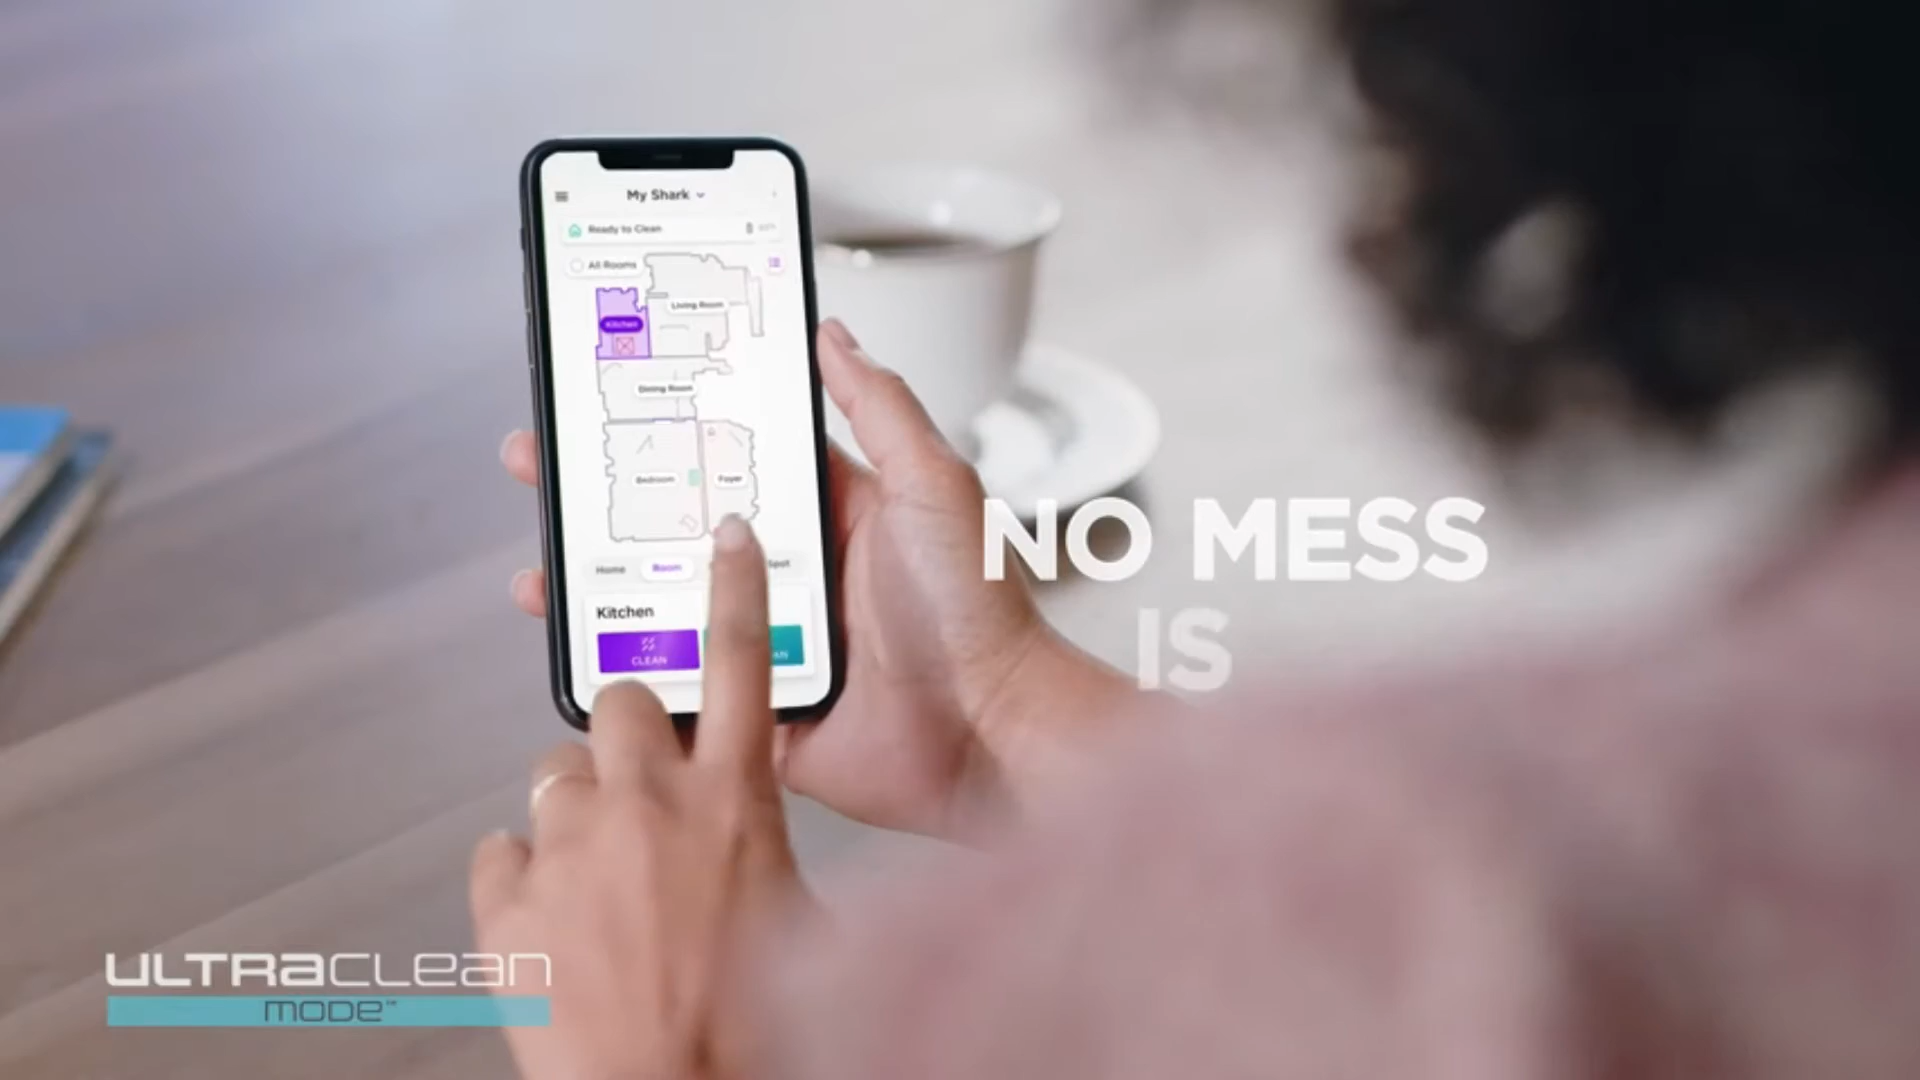 My Shark
Ready to Clean
All Rooms
Living Room
Kitchen
Dining Room
Bedroom
Foyer
Home
Room
Spot
Kitchen
CLEAN
NO MESS
IS
ULTRACLEAN
MODE™